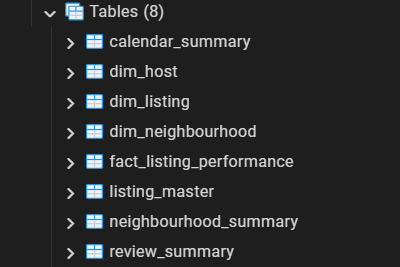 Tables (8)
calendar_summary
dim_host
dim_listing
dim_neighbourhood
fact_listing_performance
listing_master
neighbourhood_summary
review_summary